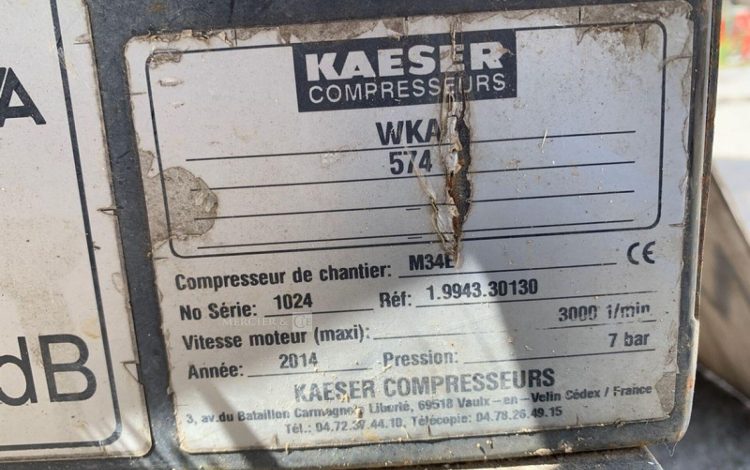 KAESER
COMPRESSEURS
WKA
574
Compresseur de chantier: M34E CE
No Série: 1024 Réf: 1.9943.30130
MERCIER &
Vitesse moteur (maxi): 3000 1/min
Année: 2014 Pression: 7 bar
KAESER COMPRESSEURS
3, av.du Bataillon Carmagnole Liberté, 69518 Vaulx-en-Velin Cédex / France
Tél.: 04.72.37.44.10, Télécopie: 04.78.26.49.15
dB